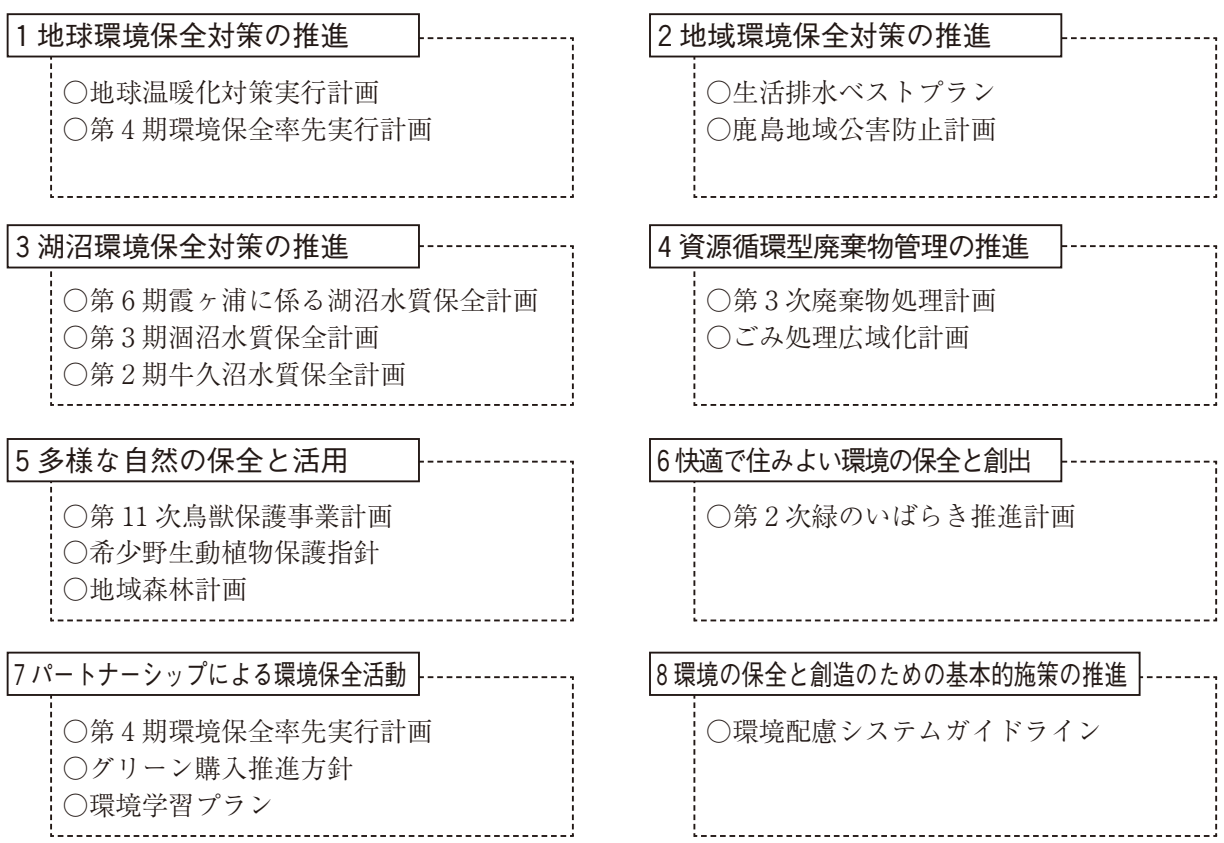 1 地球環境保全対策の推進
○地球温暖化対策実行計画
○第4期環境保全率先実行計画
2 地域環境保全対策の推進
○生活排水ベストプラン
○鹿島地域公害防止計画
3 湖沼環境保全対策の推進
○第6期霞ヶ浦に係る湖沼水質保全計画
○第3期涸沼水質保全計画
○第2期牛久沼水質保全計画
4 資源循環型廃棄物管理の推進
○第3次廃棄物処理計画
○ごみ処理広域化計画
5 多様な自然の保全と活用
○第11次鳥獣保護事業計画
○希少野生動植物保護指針
○地域森林計画
6 快適で住みよい環境の保全と創出
○第2次緑のいばらき推進計画
7 パートナーシップによる環境保全活動
○第4期環境保全率先実行計画
○グリーン購入推進方針
○環境学習プラン
8 環境の保全と創造のための基本的施策の推進
○環境配慮システムガイドライン